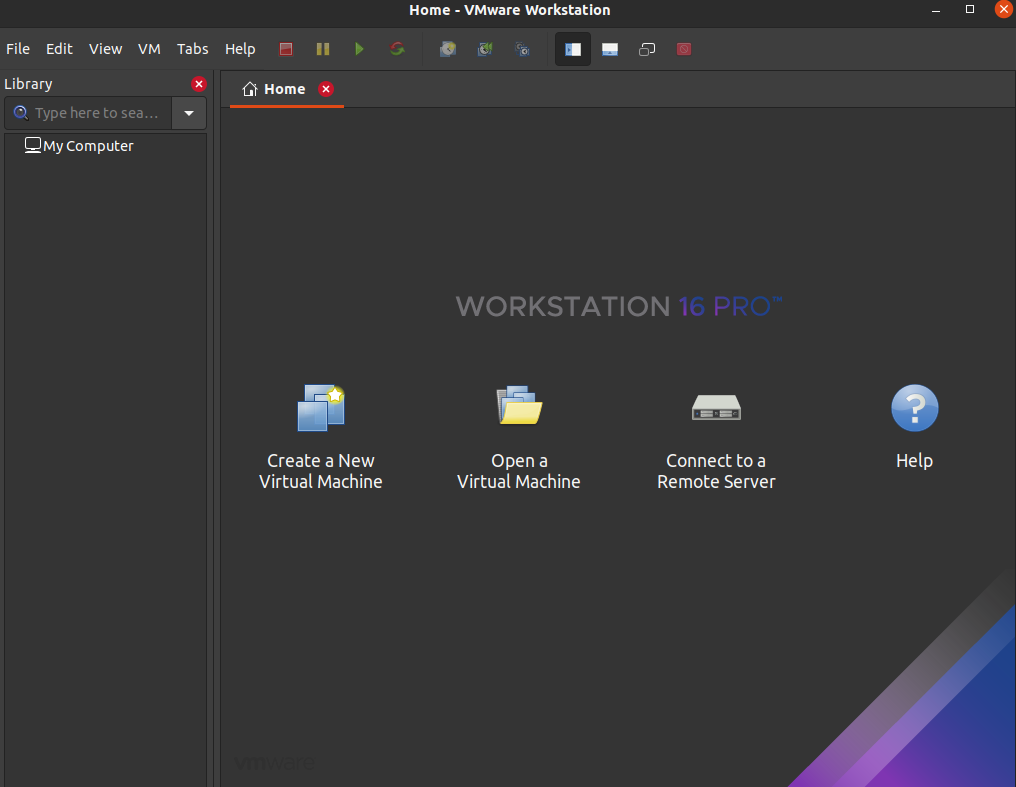 Home - VMware Workstation
File Edit View VM Tabs Help
Library
Home
Type here to sea...
My Computer
WORKSTATION 16 PRO™
Create a New
Virtual Machine
Open a
Virtual Machine
Connect to a
Remote Server
Help
vmware